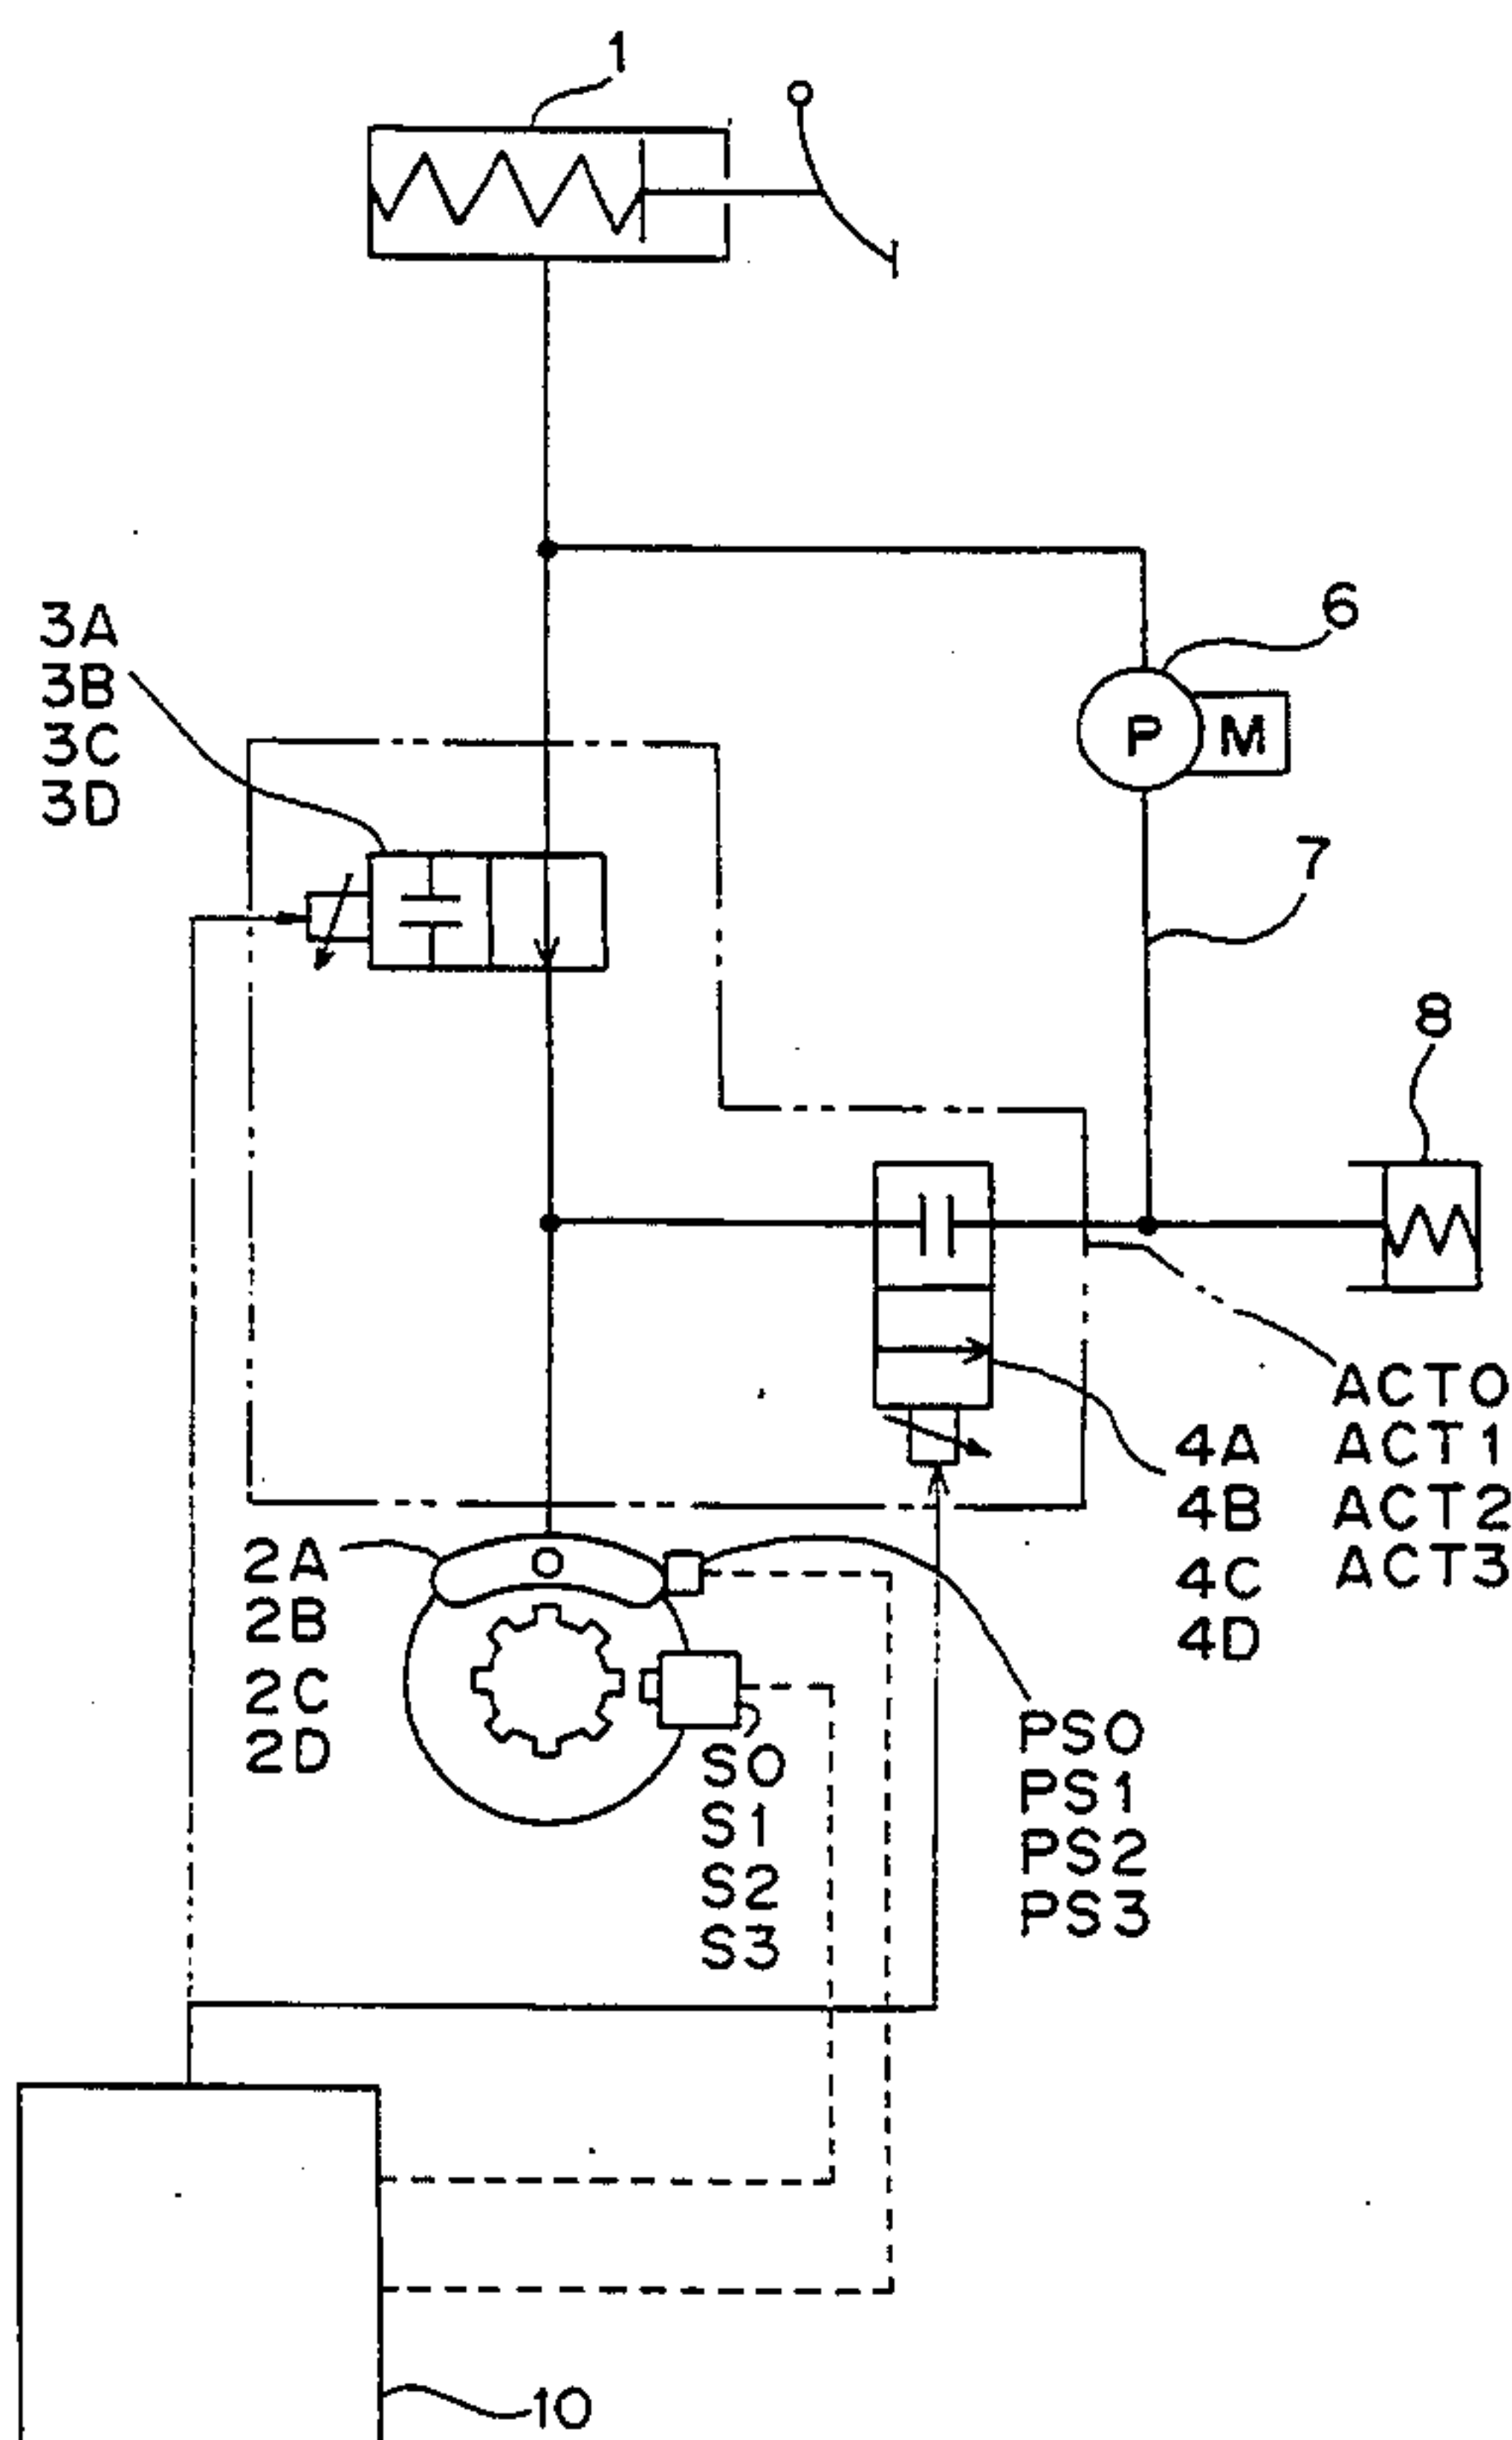 1
3A
3B
3C
3D
6
P
M
7
8
ACT0
ACT1
ACT2
ACT3
4A
4B
4C
4D
2A
2B
2C
2D
S0
S1
S2
S3
PS0
PS1
PS2
PS3
10